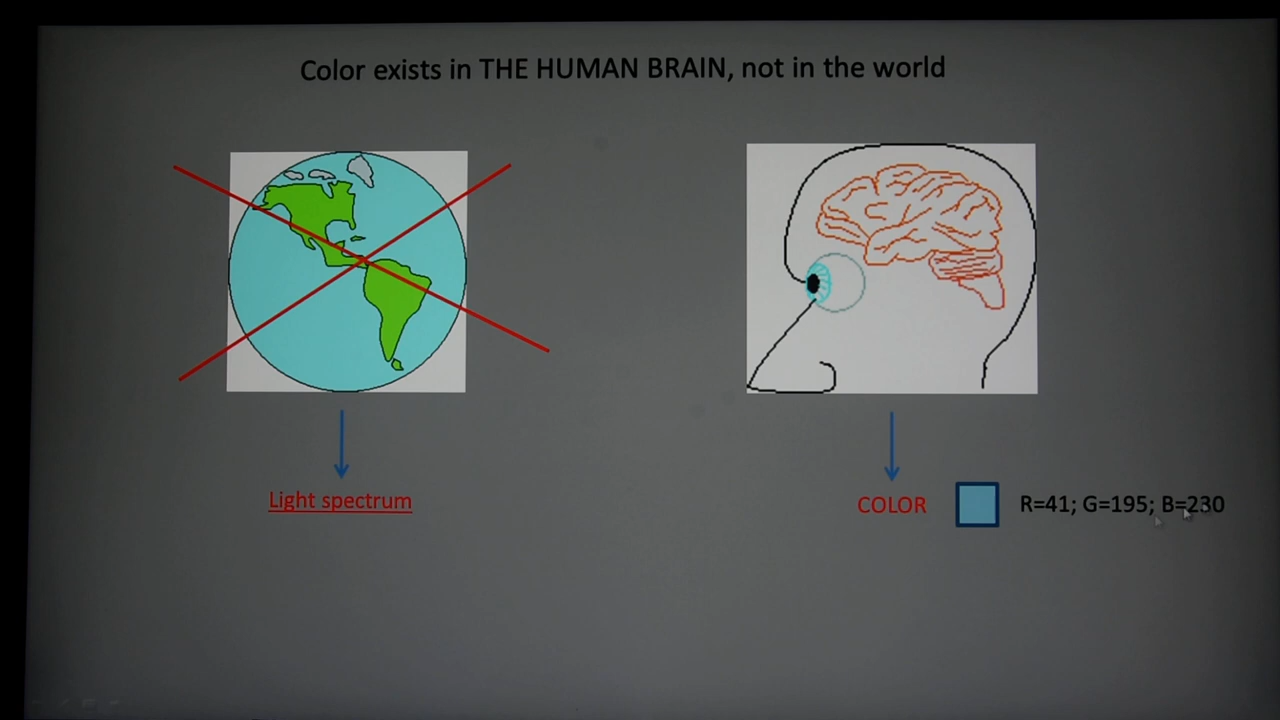 Color exists in THE HUMAN BRAIN, not in the world
Light spectrum
COLOR
R=41; G=195; B=230